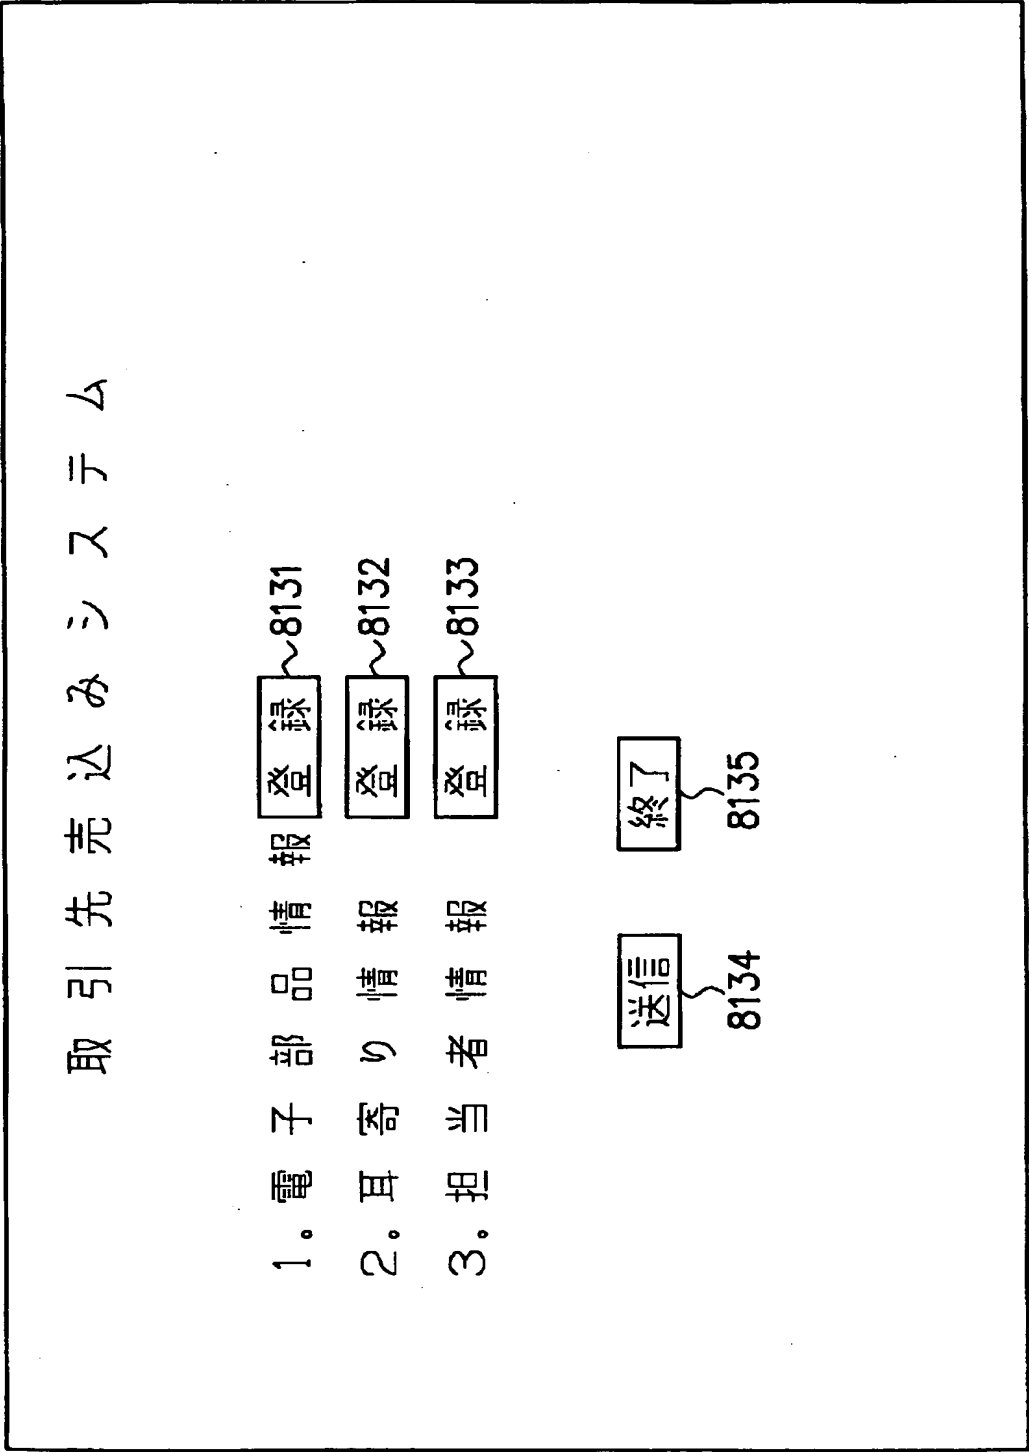 取引先売込みシステム
1。電子部品情報 登録 8131
2。耳寄り情報 登録 8132
3。担当者情報 登録 8133
送信 終了
8134 8135